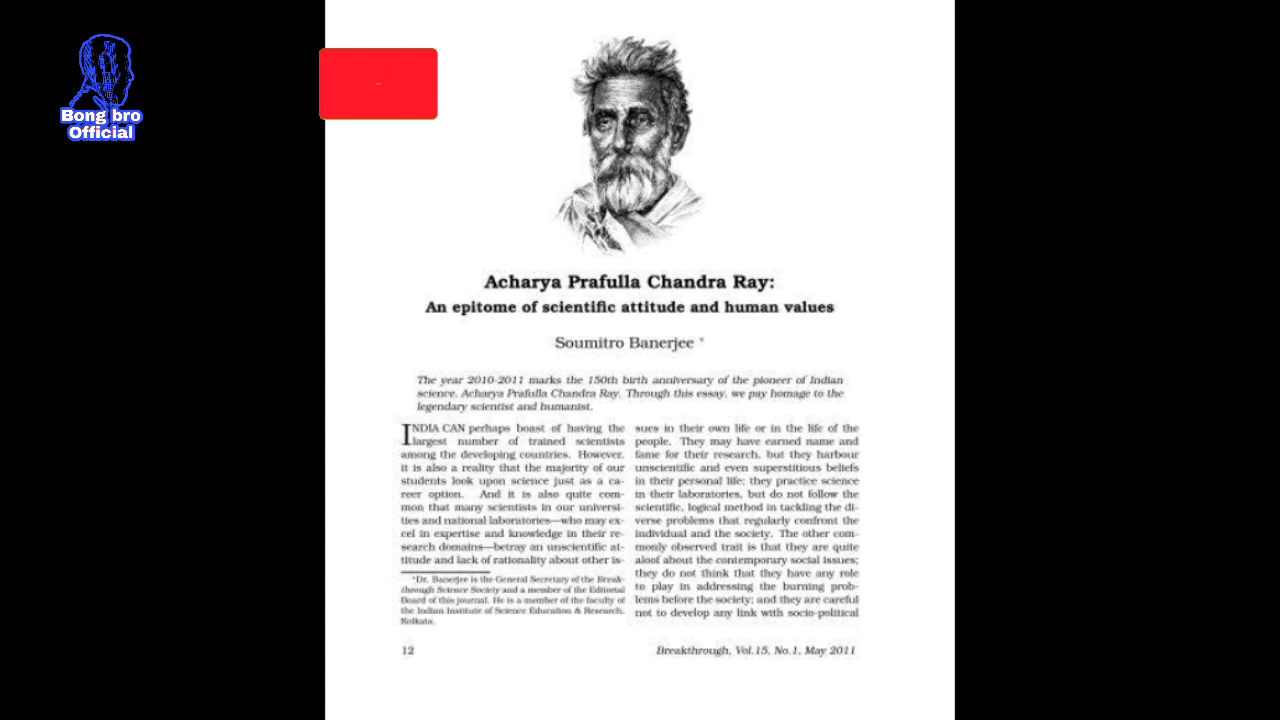 Bong bro
Official
Acharya Prafulla Chandra Ray:
An epitome of scientific attitude and human values
Soumitro Banerjee *
The year 2010-2011 marks the 150th birth anniversary of the pioneer of Indian
science, Acharya Prafulla Chandra Ray. Through this essay, we pay homage to the
legendary scientist and humanist.
INDIA CAN perhaps boast of having the
largest number of trained scientists
among the developing countries. However,
it is also a reality that the majority of our
students look upon science just as a ca-
reer option. And it is also quite com-
mon that many scientists in our universi-
ties and national laboratories—who may ex-
cel in expertise and knowledge in their re-
search domains—betray an unscientific at-
titude and lack of rationality about other is-
*Dr. Banerjee is the General Secretary of the Break-
through Science Society and a member of the Editorial
Board of this journal. He is a member of the faculty of
the Indian Institute of Science Education & Research,
Kolkata.
sues in their own life or in the life of the
people. They may have earned name and
fame for their research, but they harbour
unscientific and even superstitious beliefs
in their personal life; they practice science
in their laboratories, but do not follow the
scientific, logical method in tackling the di-
verse problems that regularly confront the
individual and the society. The other com-
monly observed trait is that they are quite
aloof about the contemporary social issues;
they do not think that they have any role
to play in addressing the burning prob-
lems before the society; and they are careful
not to develop any link with socio-political
12
Breakthrough, Vol.15, No.1, May 2011